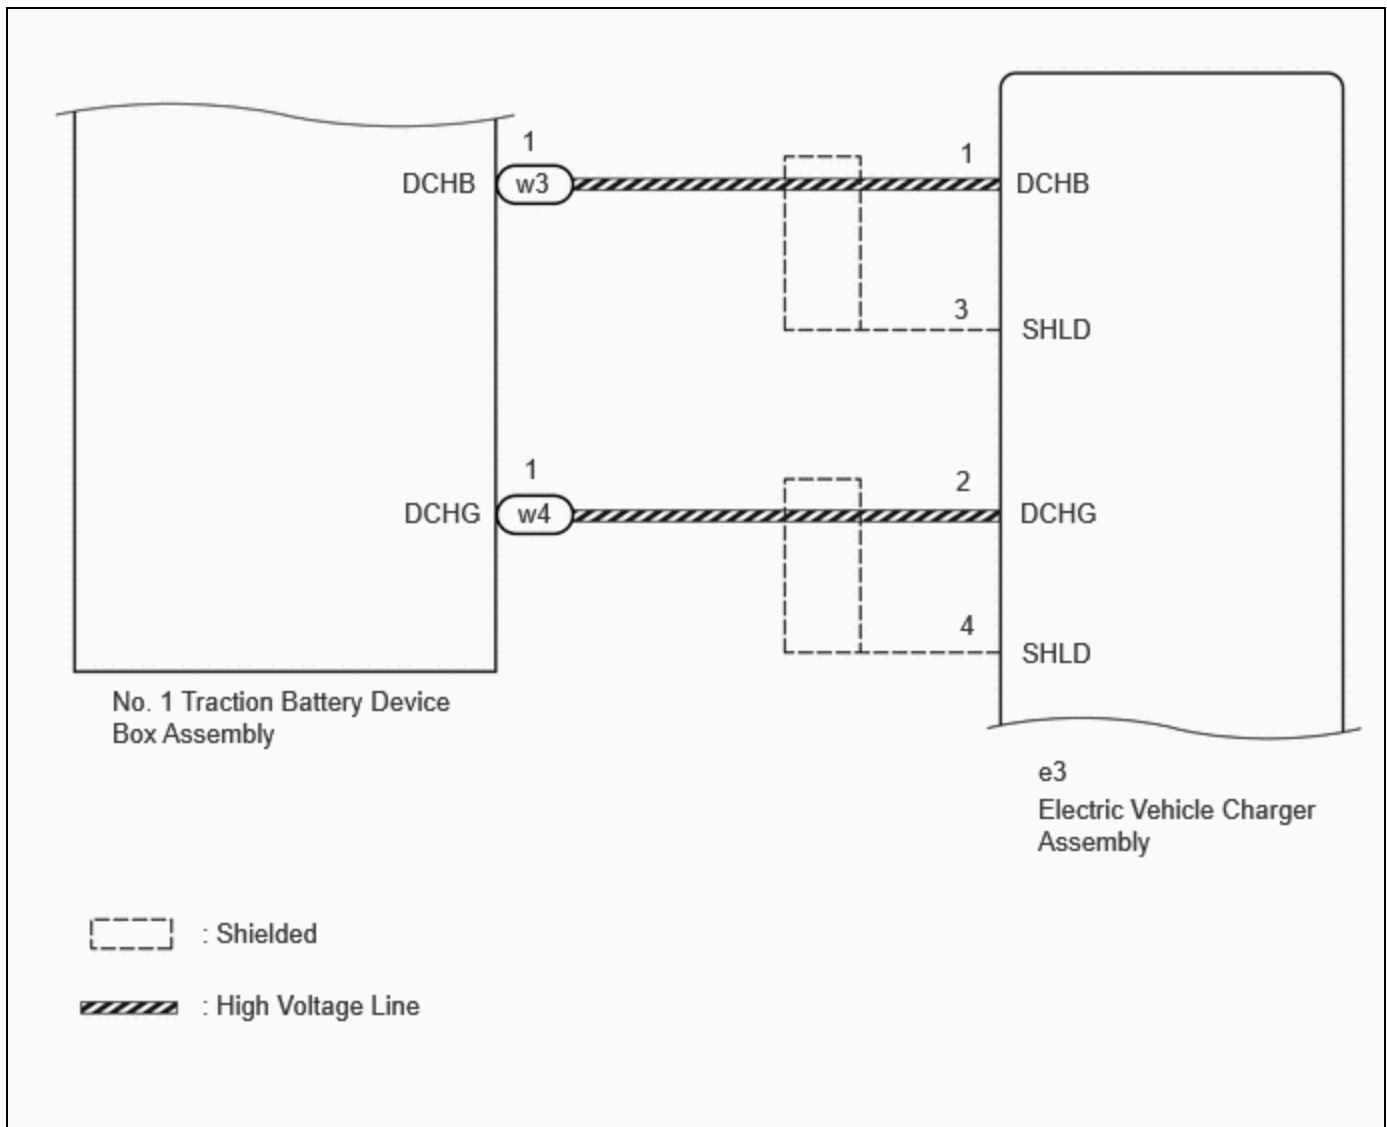 1
1
DCHB
w3
DCHB
3
SHLD
1
2
DCHG
w4
DCHG
4
SHLD
No. 1 Traction Battery Device
Box Assembly
e3
Electric Vehicle Charger
Assembly
: Shielded
: High Voltage Line